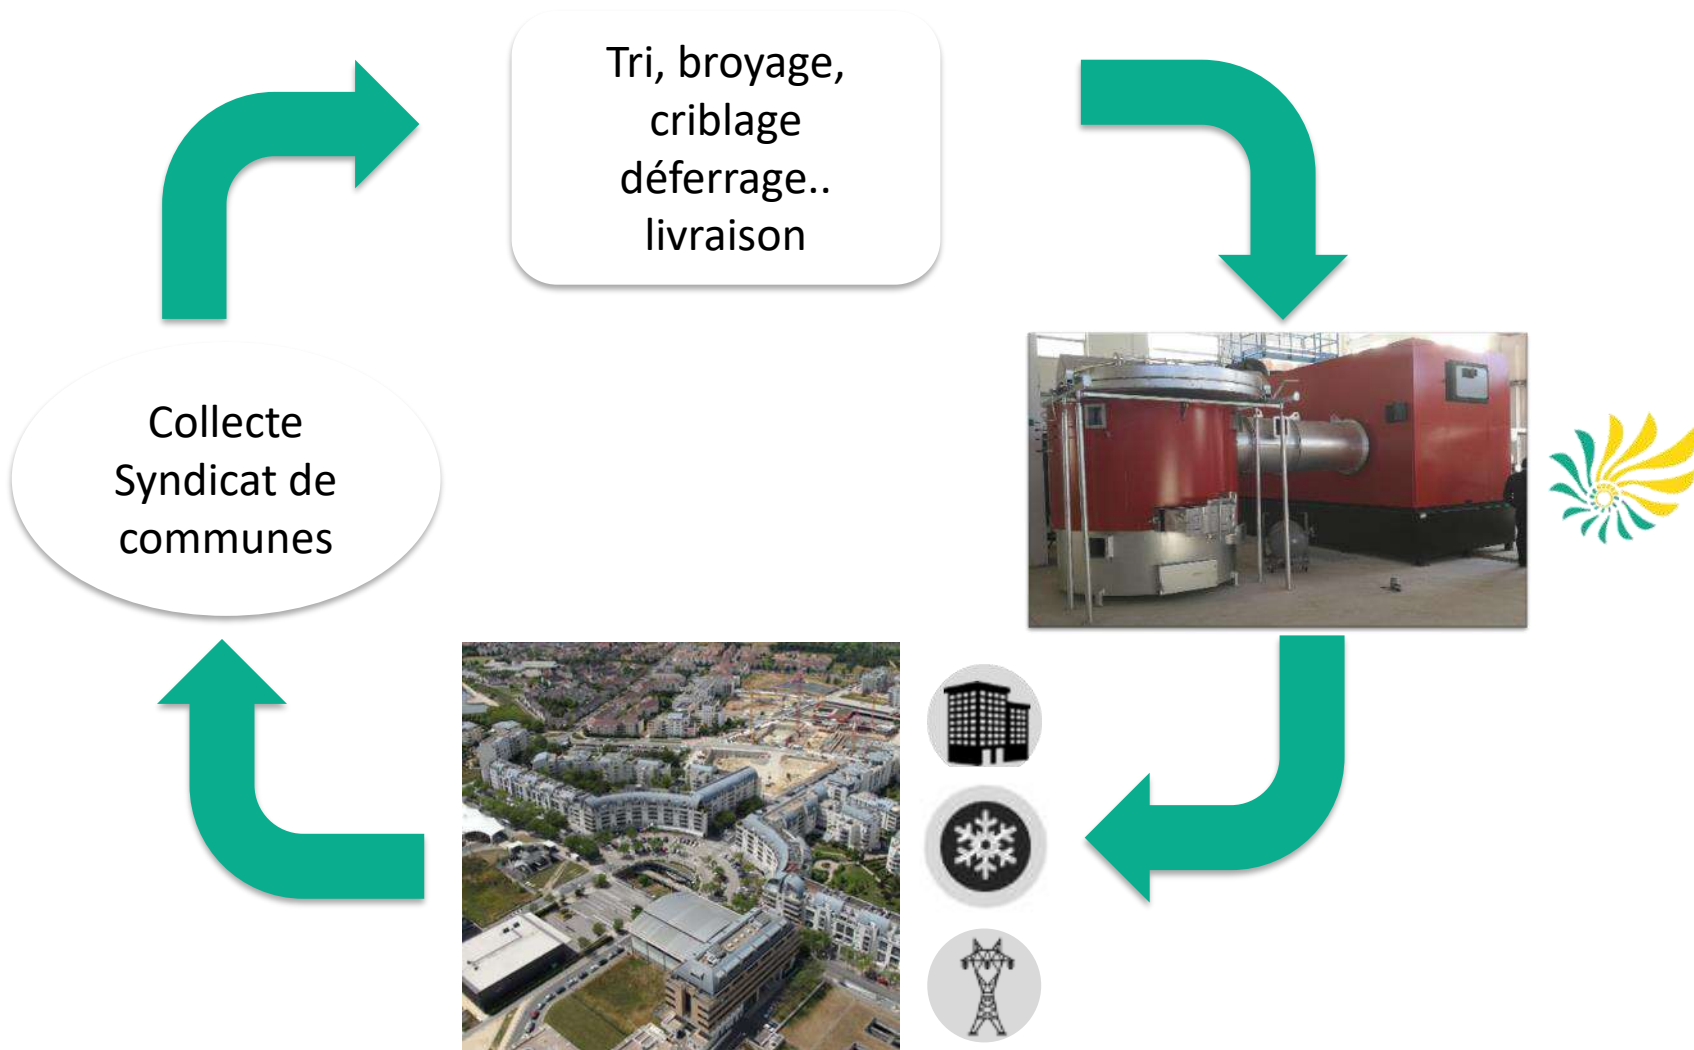 Tri, broyage,
criblage
déferrage..
livraison
Collecte
Syndicat de
communes